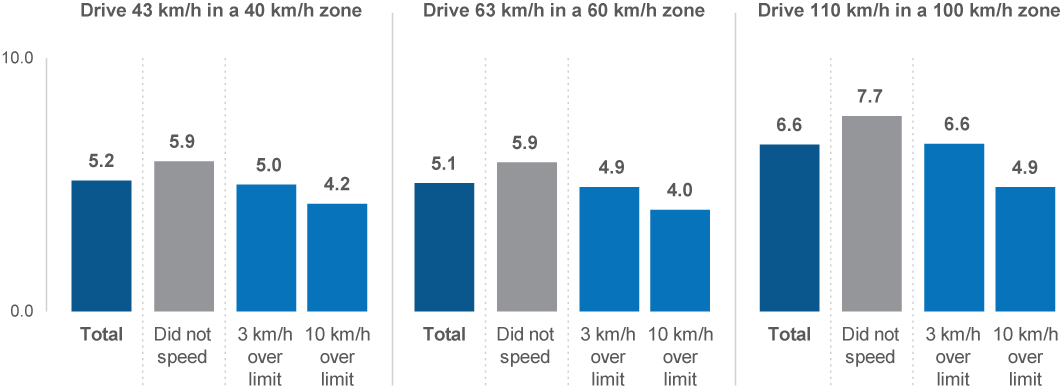 Drive 43 km/h in a 40 km/h zone
Drive 63 km/h in a 60 km/h zone
Drive 110 km/h in a 100 km/h zone
10.0
0.0
5.2
5.9
5.0
4.2
5.1
5.9
4.9
4.0
6.6
7.7
6.6
4.9
Total
Did not
speed
3 km/h
over
limit
10 km/h
over
limit
Total
Did not
speed
3 km/h
over
limit
10 km/h
over
limit
Total
Did not
speed
3 km/h
over
limit
10 km/h
over
limit